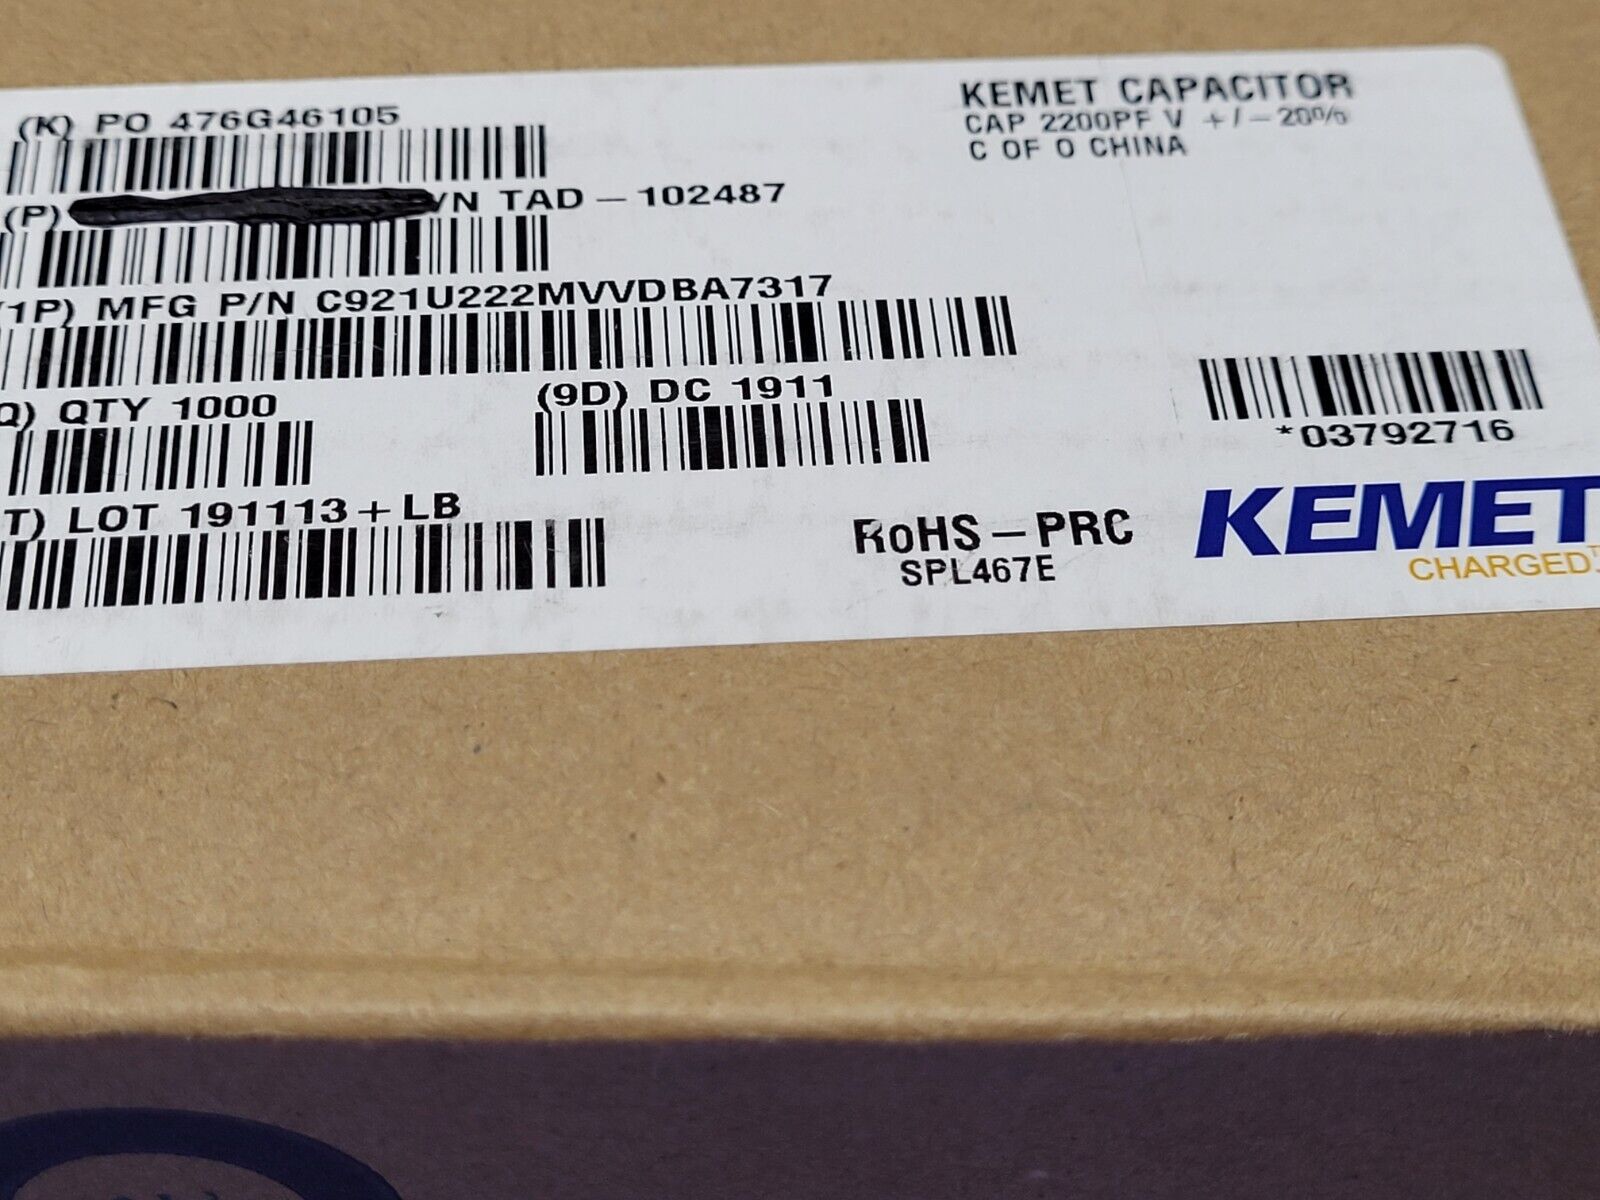 (K) PO 476G46105
KEMET CAPACITOR
CAP 2200PF V +/-20%
C OF O CHINA
(P) /N TAD-102487
(1P) MFG P/N C921U222MVVDBA7317
Q) QTY 1000
(9D) DC 1911
*03792716
T) LOT 191113+LB
RoHS-PRC
SPL467E
KEMET
CHARGED